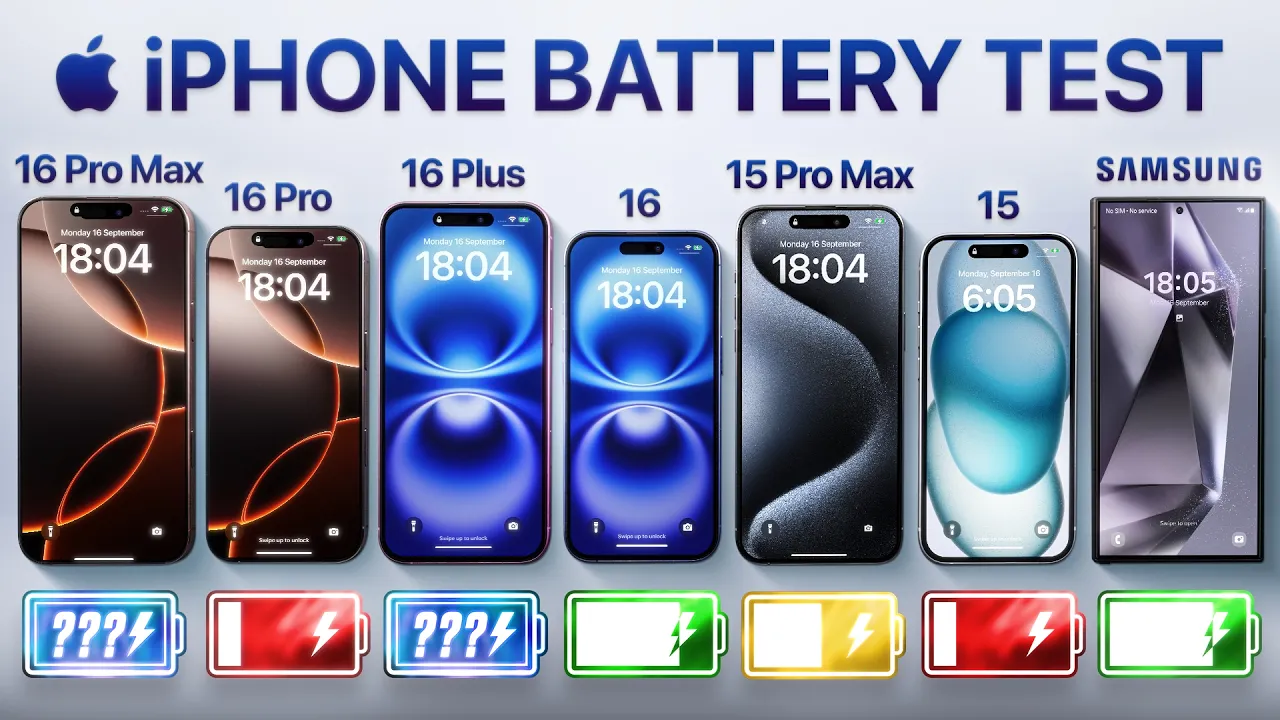 iPHONE BATTERY TEST
16 Pro Max
16 Pro
16 Plus
16
15 Pro Max
15
SAMSUNG
Monday 16 September
18:04
Swipe up to unlock
Monday 16 September
18:04
Swipe up to unlock
Monday 16 September
18:04
Swipe up to unlock
Monday 16 September
18:04
Monday 16 September
18:04
Monday, September 16
6:05
No SIM - No service
18:05
September
Swipe to open
???
???